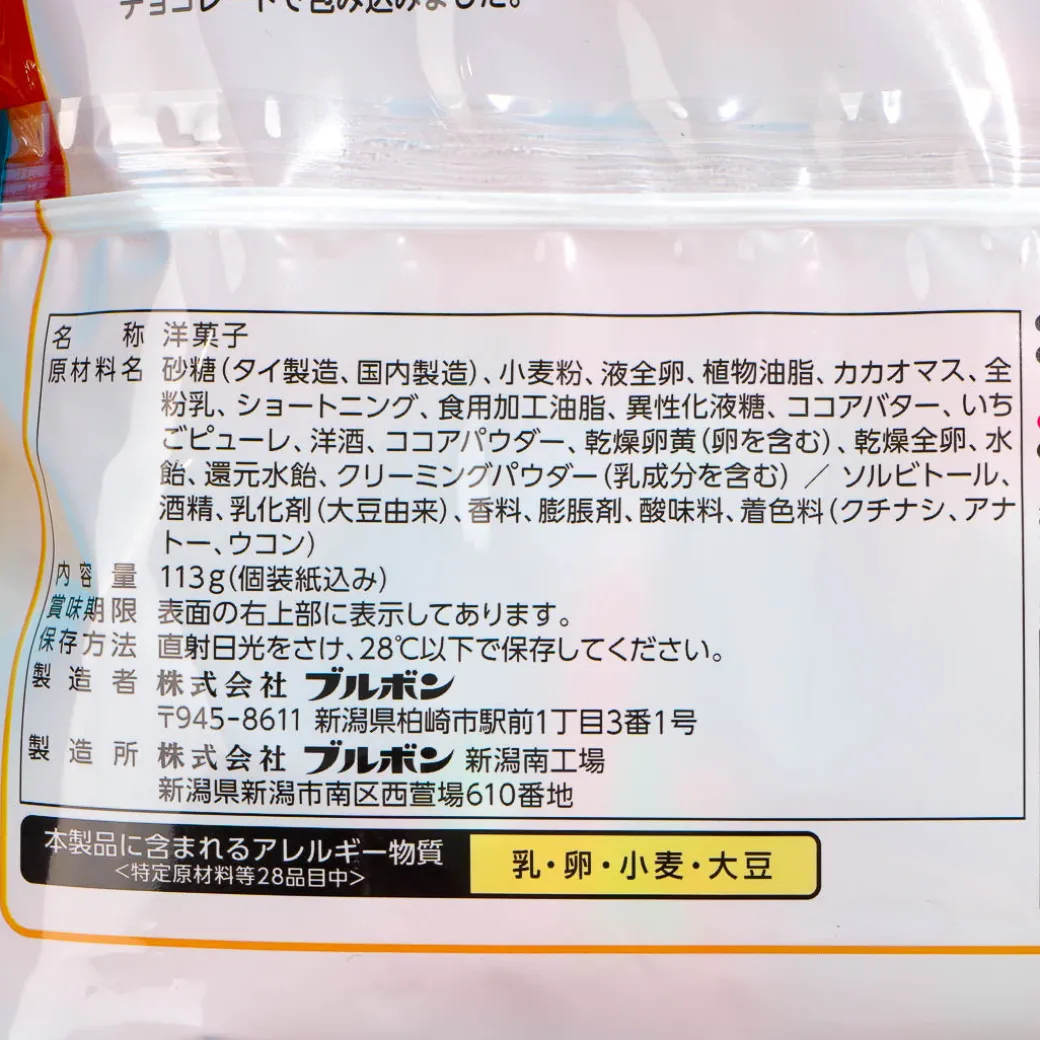 チョコレートで包み込みました。
名称 洋菓子
原材料名 砂糖(タイ製造、国内製造)、小麦粉、液全卵、植物油脂、カカオマス、全
粉乳、ショートニング、食用加工油脂、異性化液糖、ココアバター、いち
ごピューレ、洋酒、ココアパウダー、乾燥卵黄(卵を含む)、乾燥全卵、水
飴、還元水飴、クリーミングパウダー(乳成分を含む) / ソルビトール、
酒精、乳化剤(大豆由来)、香料、膨脹剤、酸味料、着色料(クチナシ、アナ
トー、ウコン)
内容量 113g(個装紙込み)
賞味期限 表面の右上部に表示してあります。
保存方法 直射日光をさけ、28℃以下で保存してください。
製造者 株式会社 ブルボン
〒945-8611 新潟県柏崎市駅前1丁目3番1号
製造所 株式会社 ブルボン 新潟南工場
新潟県新潟市南区西萱場610番地
本製品に含まれるアレルギー物質
<特定原材料等28品目中>
乳・卵・小麦・大豆